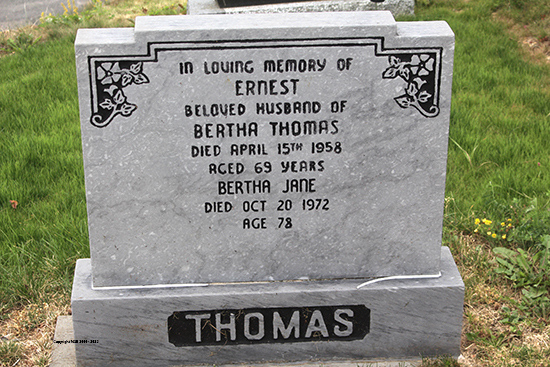 IN LOVING MEMORY OF
ERNEST
BELOVED HUSBAND OF
BERTHA THOMAS
DIED APRIL 15TH 1958
AGED 69 YEARS
BERTHA JANE
DIED OCT 20 1972
AGE 78
THOMAS